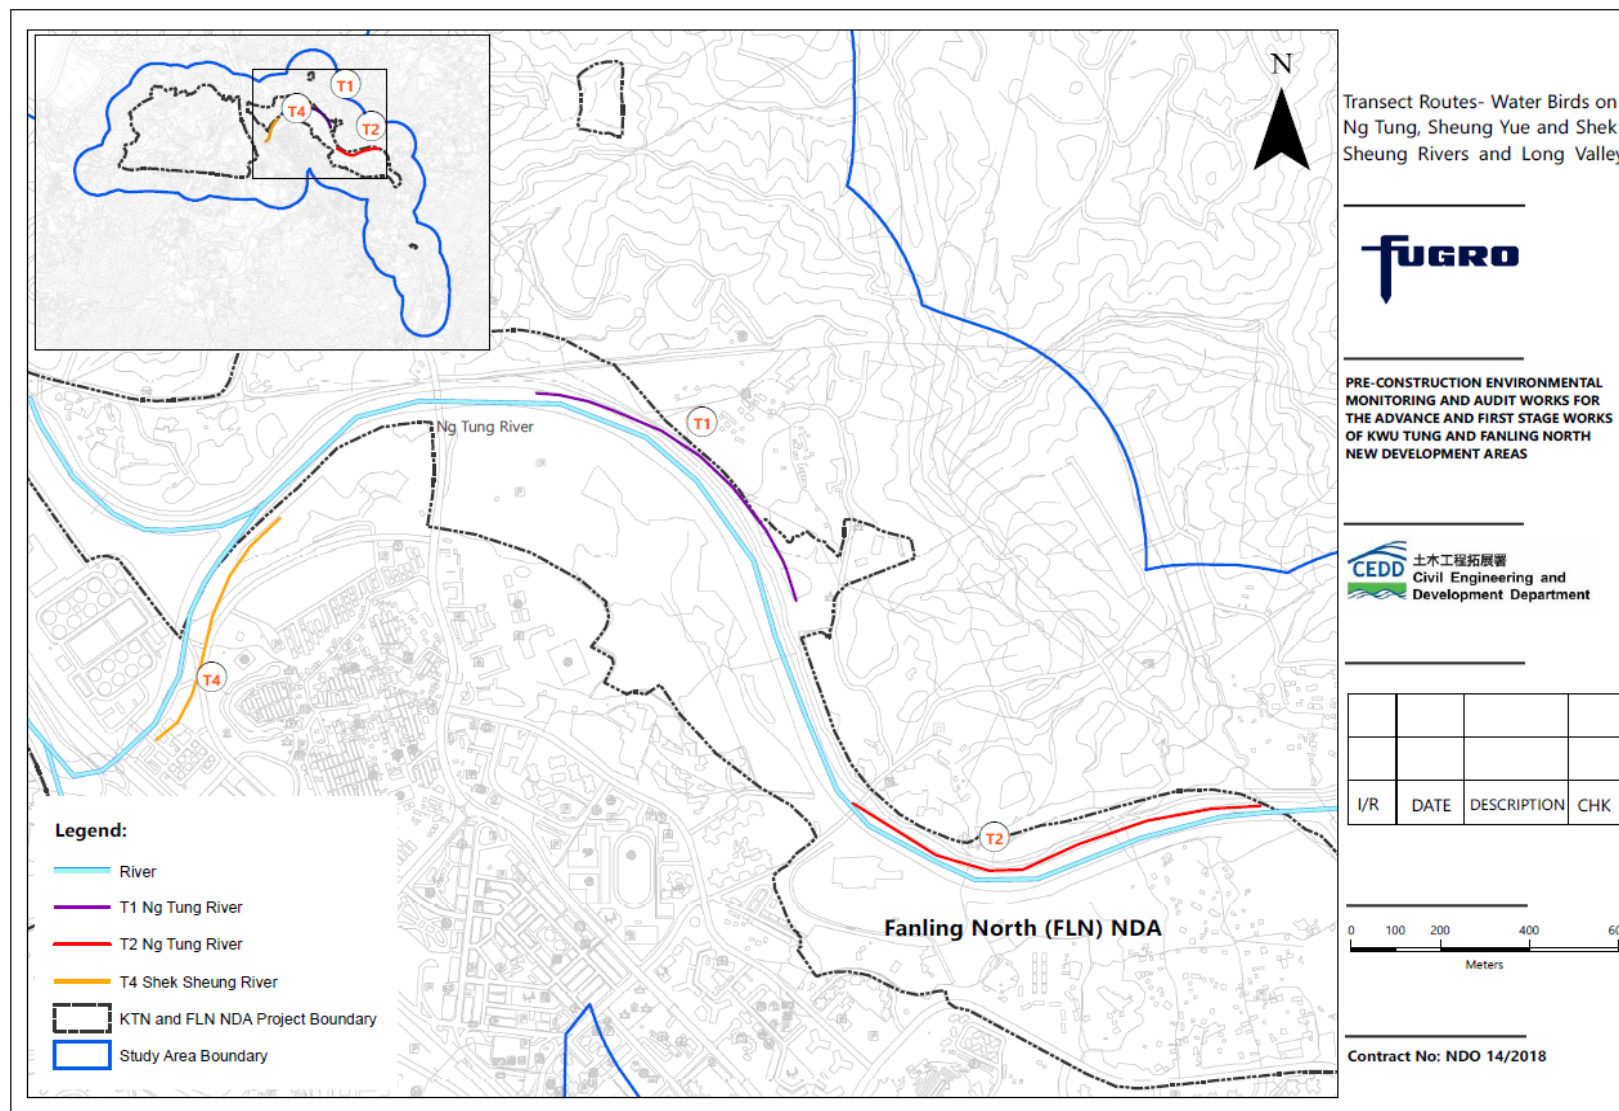 T1
T4
T2
N
Ng Tung River
T1
T4
T2
Fanling North (FLN) NDA
Legend:
River
T1 Ng Tung River
T2 Ng Tung River
T4 Shek Sheung River
KTN and FLN NDA Project Boundary
Study Area Boundary
Transect Routes- Water Birds on
Ng Tung, Sheung Yue and Shek
Sheung Rivers and Long Valley
FUGRO
PRE-CONSTRUCTION ENVIRONMENTAL
MONITORING AND AUDIT WORKS FOR
THE ADVANCE AND FIRST STAGE WORKS
OF KWU TUNG AND FANLING NORTH
NEW DEVELOPMENT AREAS
CEDD
土木工程拓展署
Civil Engineering and
Development Department
I/R DATE DESCRIPTION CHK
0 100 200 400 60
Meters
Contract No: NDO 14/2018